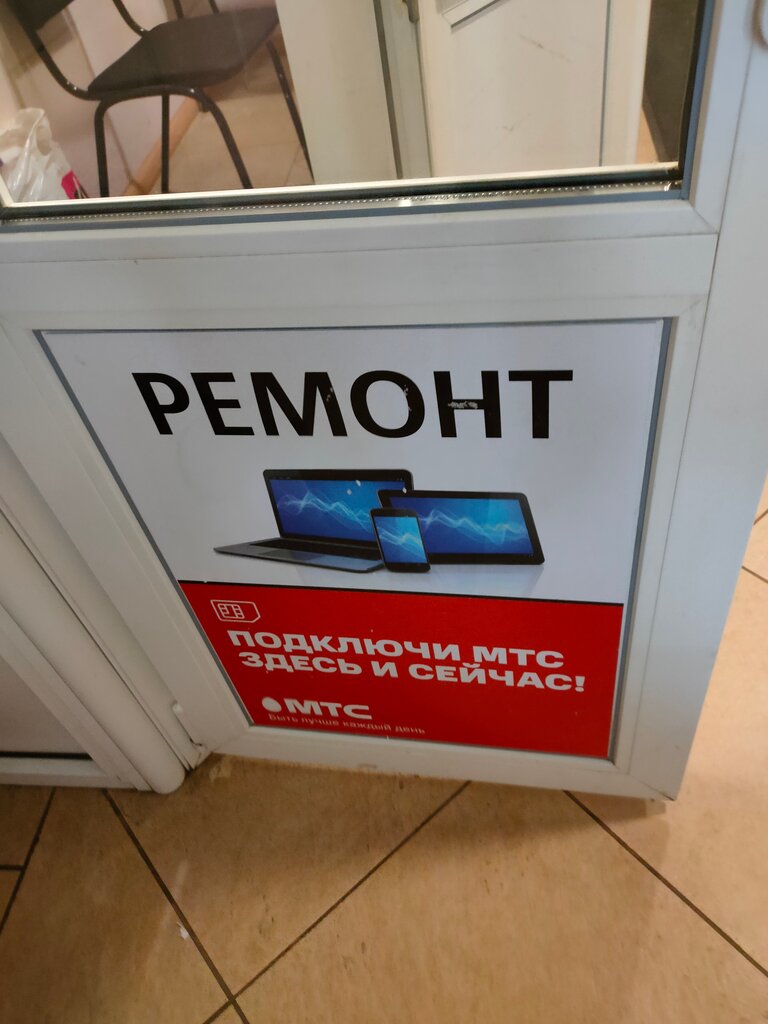 РЕМОНТ
ПОДКЛЮЧИ МТС
ЗДЕСЬ И СЕЙЧАС!
МТС
Быть лучше каждый день